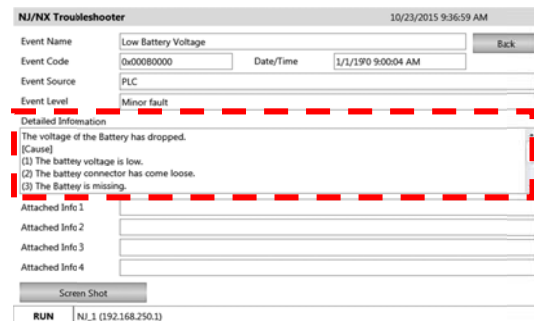 NJ/NX Troubleshooter 10/23/2015 9:36:59 AM
Event Name Low Battery Voltage Back
Event Code 0x000B0000 Date/Time 1/1/1970 9:00:04 AM
Event Source PLC
Event Level Minor fault
Detailed Information
The voltage of the Battery has dropped.
[Cause]
(1) The battey voltage is low.
(2) The battey connector has come loose.
(3) The Battey is missing.
Attached Info 1
Attached Info 2
Attached Info 3
Attached Info 4
Screen Shot
RUN NJ_1 (192.168.250.1)